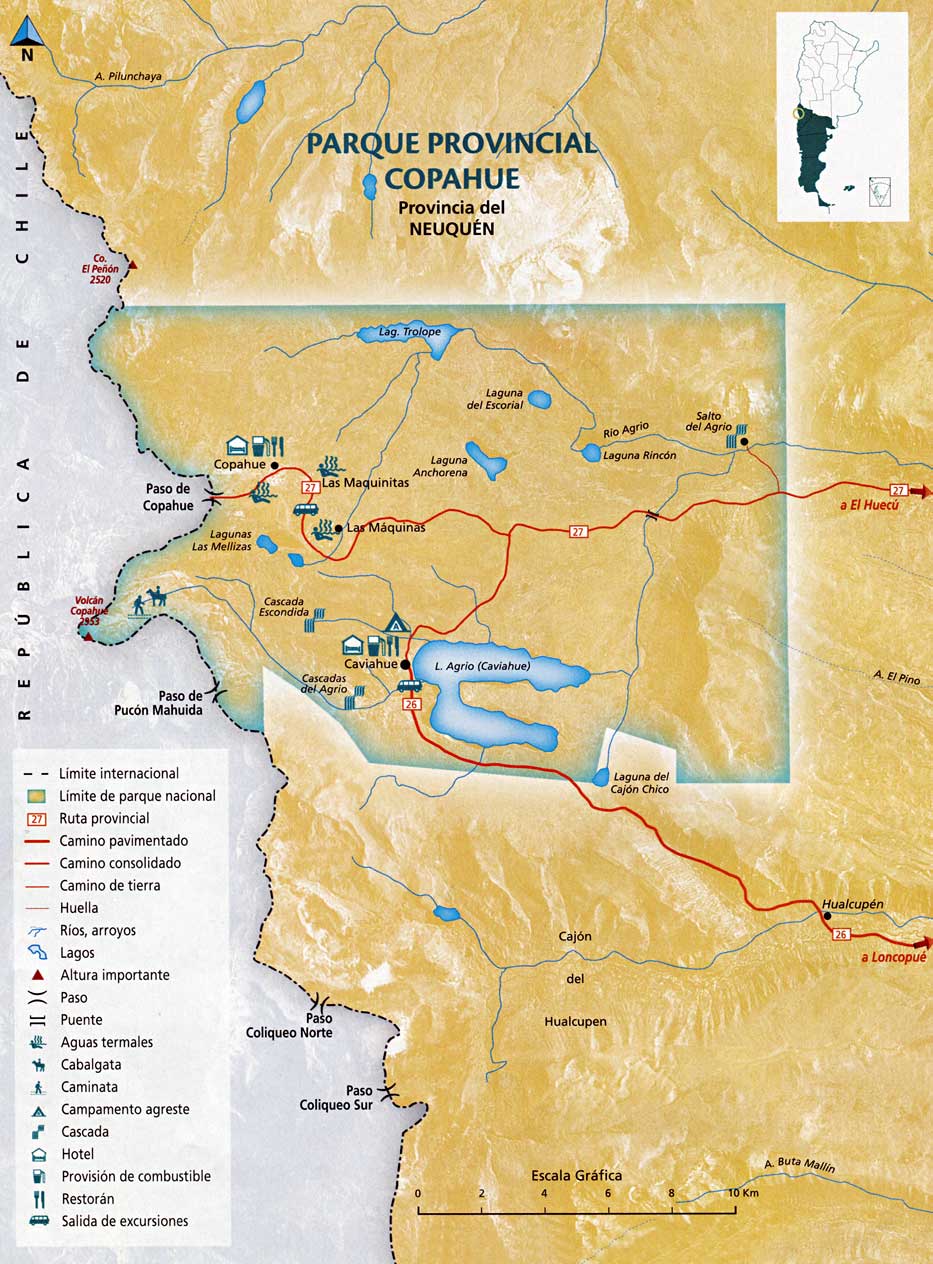 N
A. Pilunchaya
PARQUE PROVINCIAL
COPAHUE
Provincia del
NEUQUÉN
REPÚBLICA DE CHILE
Co.
El Peñón
2520
Lag. Trolope
Laguna
del Escorial
Río Agrio
Salto
del Agrio
Laguna Rincón
Laguna
Anchorena
Copahue
27
Las Maquinitas
Paso de
Copahue
27
a El Huecú
Las Máquinas
27
Lagunas
Las Mellizas
Volcán
Copahue
2953
Cascada
Escondida
Caviahue
L. Agrio (Caviahue)
Cascadas
del Agrio
26
A. El Pino
Paso de
Pucón Mahuida
Laguna del
Cajón Chico
Hualcupén
26
a Loncopué
Cajón
del
Hualcupen
Paso
Coliqueo Norte
Paso
Coliqueo Sur
A. Buta Mallín
Límite internacional
Límite de parque nacional
27 Ruta provincial
Camino pavimentado
Camino consolidado
Camino de tierra
Huella
Ríos, arroyos
Lagos
Altura importante
Paso
Puente
Aguas termales
Cabalgata
Caminata
Campamento agreste
Cascada
Hotel
Provisión de combustible
Restorán
Salida de excursiones
Escala Gráfica
0 2 4 6 8 10 Km